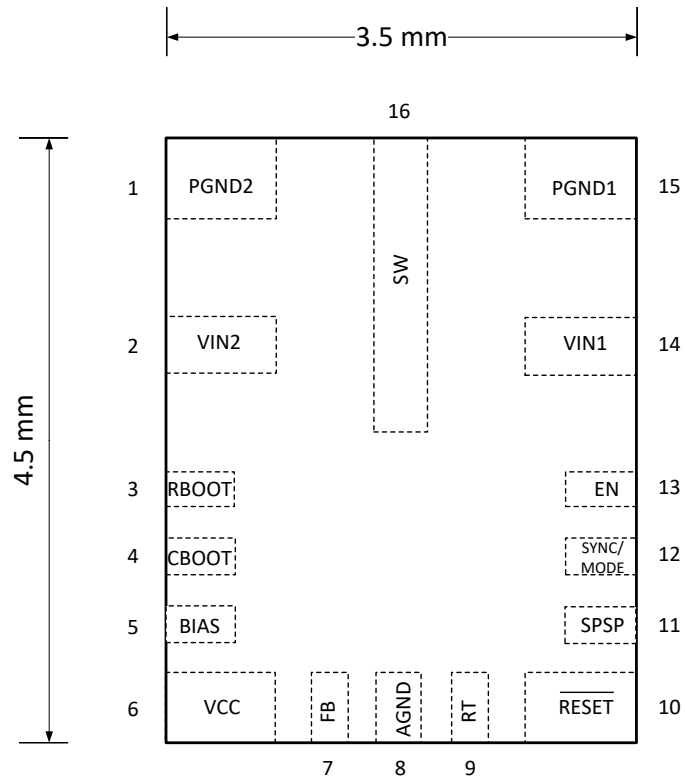 3.5 mm
16
1
PGND2
PGND1
15
SW
2
VIN2
VIN1
14
4.5 mm
3
RBOOT
EN
13
4
CBOOT
SYNC/
MODE
12
5
BIAS
SPSP
11
6
VCC
FB
AGND
RT
RESET
10
7
8
9